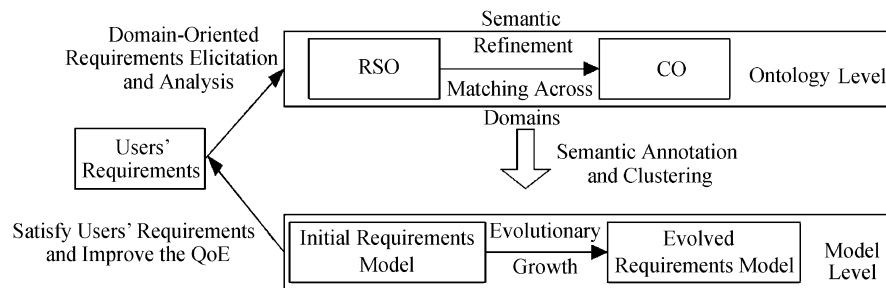 Semantic
Domain-Oriented
Requirements Elicitation
and Analysis
RSO
Refinement
Matching Across
CO
Ontology Level
Domains
Users’
Requirements
Semantic Annotation
and Clustering
Satisfy Users’ Requirements
and Improve the QoE
Initial Requirements
Model
Evolutionary
Growth
Evolved
Requirements Model
Model
Level